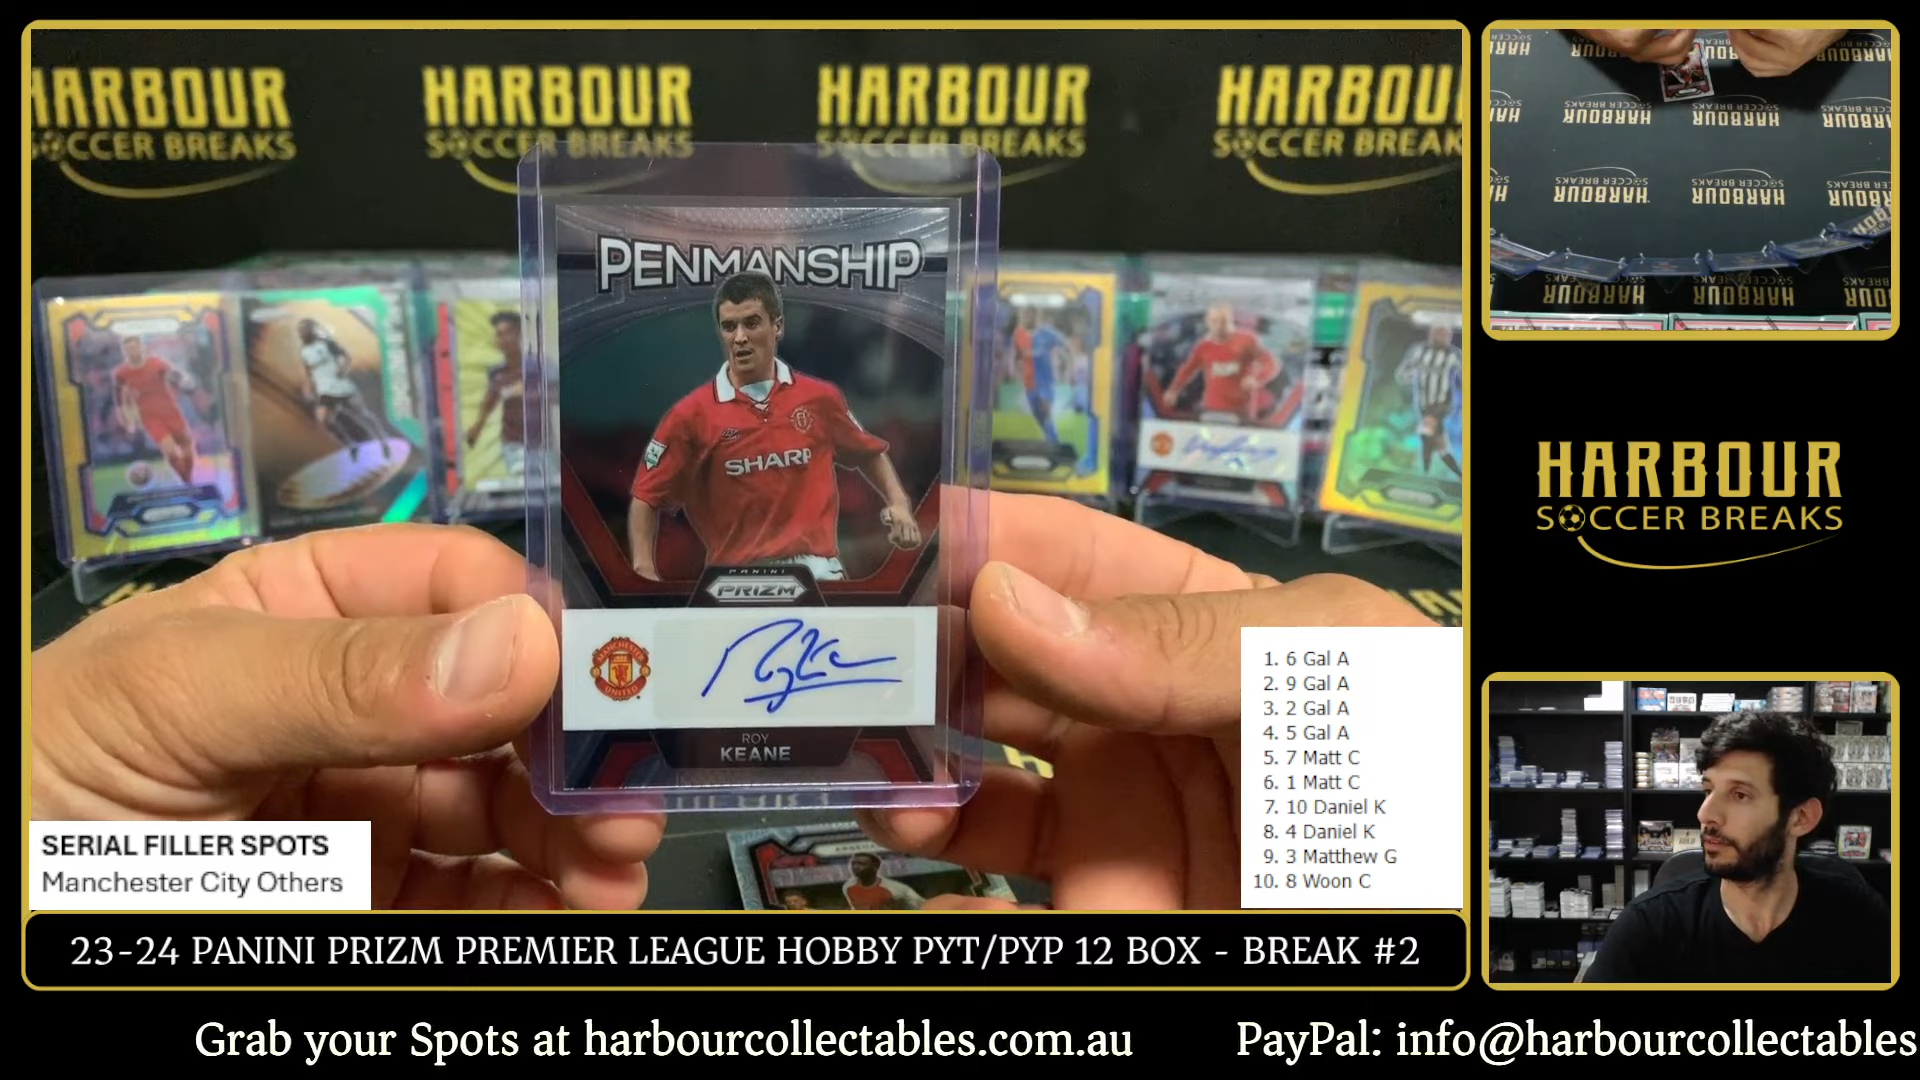 HARBOUR
SOCCER BREAKS
HARBOUR
SOCCER BREAKS
HARBOUR
SOCCER BREAKS
HARBOU
SOCCER BREAK
PENMANSHIP
SHARP
PANINI
PRIZM
MANCHESTER
UNITED
ROY
KEANE
1. 6 Gal A
2. 9 Gal A
3. 2 Gal A
4. 5 Gal A
5. 7 Matt C
6. 1 Matt C
7. 10 Daniel K
8. 4 Daniel K
9. 3 Matthew G
10. 8 Woon C
SERIAL FILLER SPOTS
Manchester City Others
HARBOUR
SOCCER BREAKS
23-24 PANINI PRIZM PREMIER LEAGUE HOBBY PYT/PYP 12 BOX - BREAK #2
Grab your Spots at harbourcollectables.com.au
PayPal: info@harbourcollectables